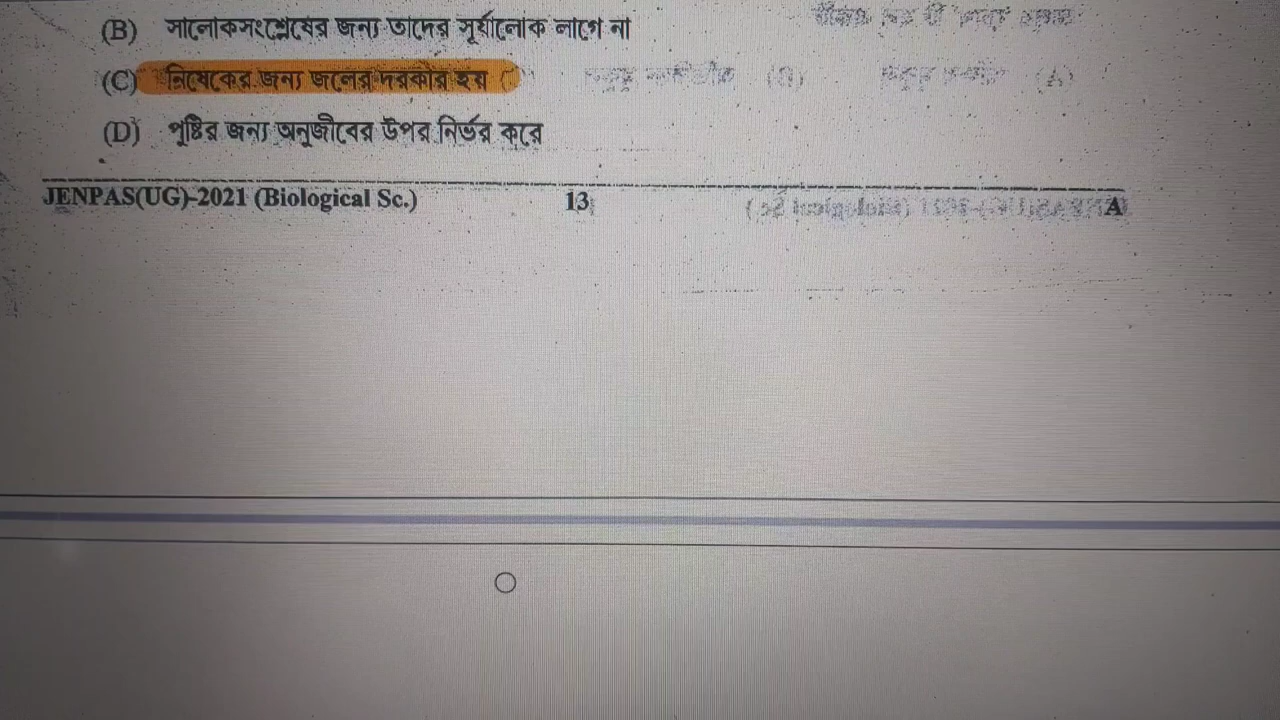 (B) সালোকসংশ্লেষের জন্য তাদের সূর্যালোক লাগে না
(C) নিষেকের জন্য জলের দরকার হয়
(D) পুষ্টির জন্য অনুজীবের উপর নির্ভর করে
JENPAS(UG)-2021 (Biological Sc.) 13 A